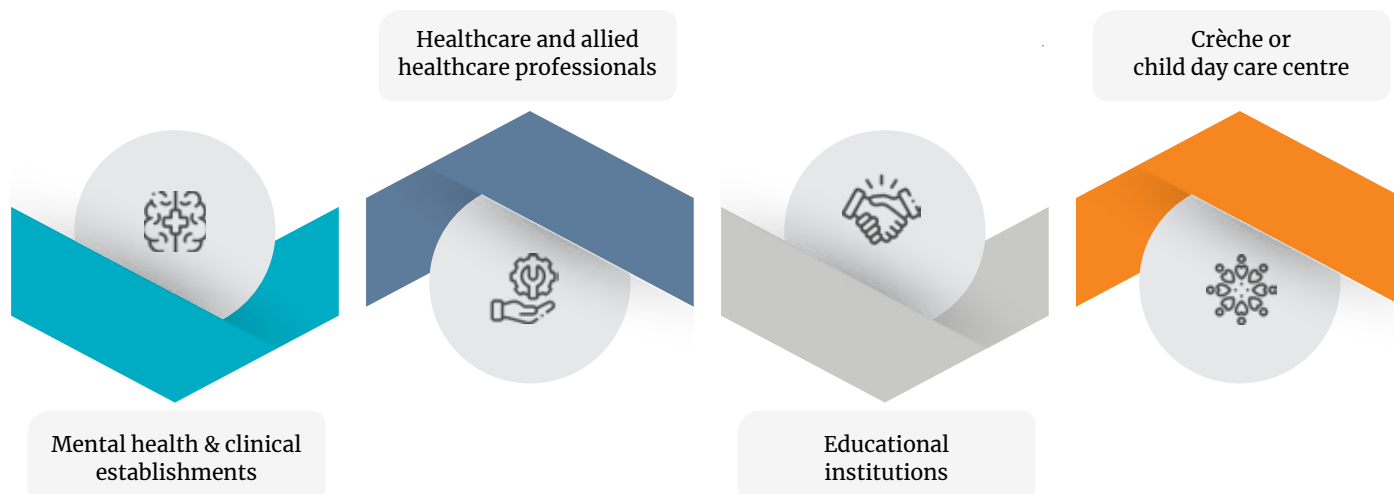 Healthcare and allied
healthcare professionals
Crèche or
child day care centre
Mental health & clinical
establishments
Educational
institutions